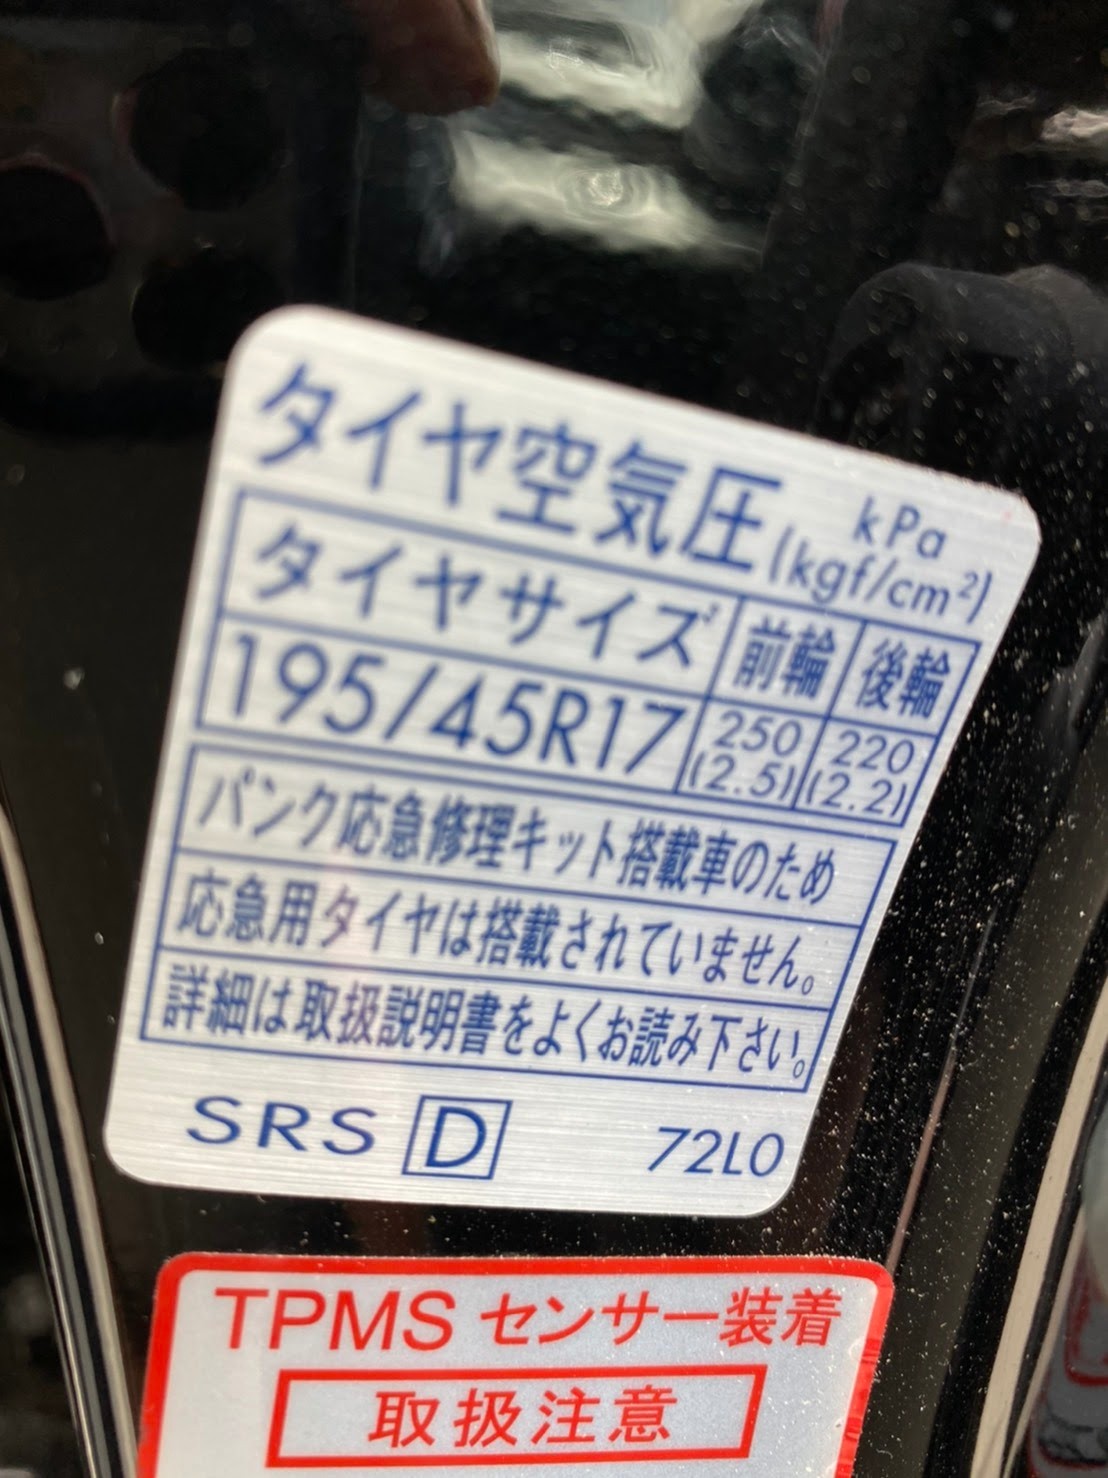 タイヤ空気圧 kPa (kgf/cm²)
タイヤサイズ 前輪 後輪
195/45R17 250 (2.5) 220 (2.2)
パンク応急修理キット搭載車のため
応急用タイヤは搭載されていません。
詳細は取扱説明書をよくお読み下さい。
SRS D 72L0
TPMS センサー装着
取扱注意